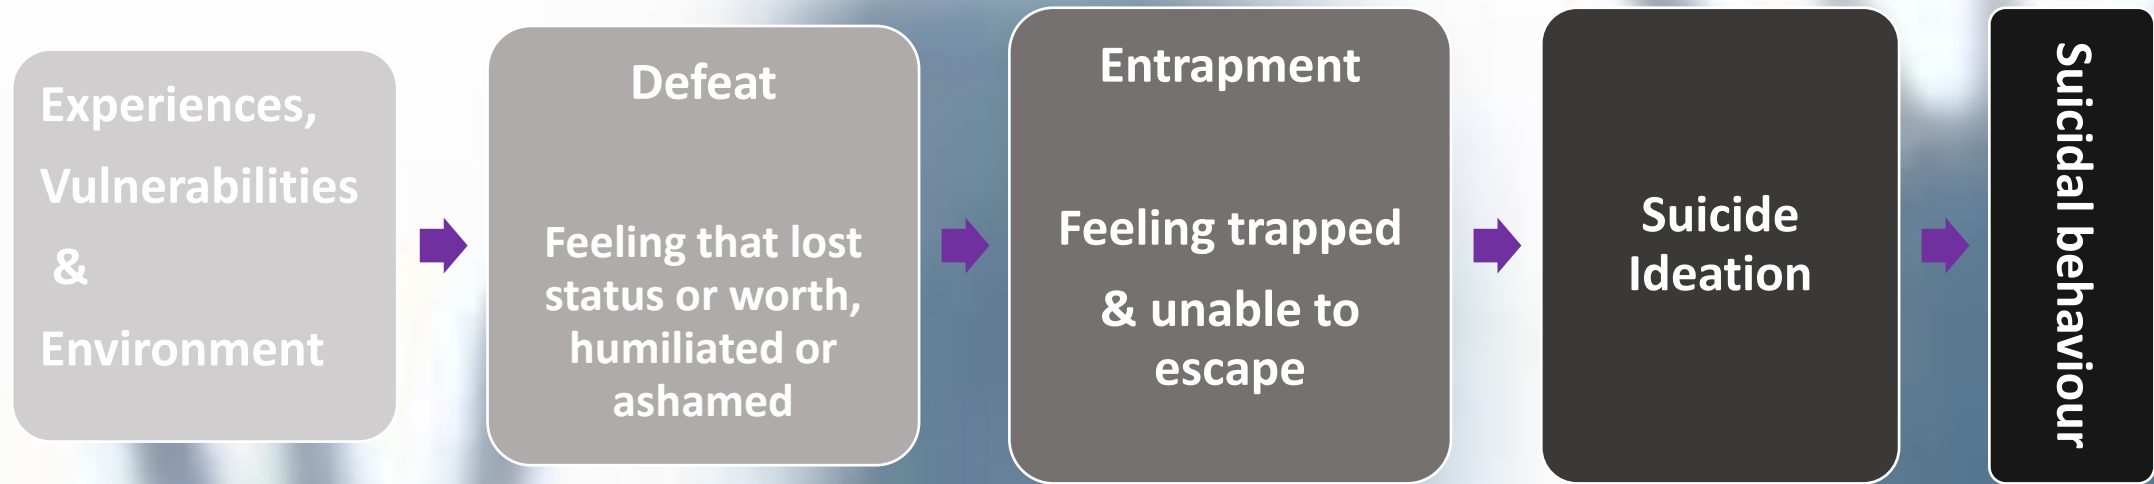 Experiences,
Vulnerabilities
&
Environment
Defeat
Feeling that lost
status or worth,
humiliated or
ashamed
Entrapment
Feeling trapped
& unable to
escape
Suicide
Ideation
Suicidal behaviour